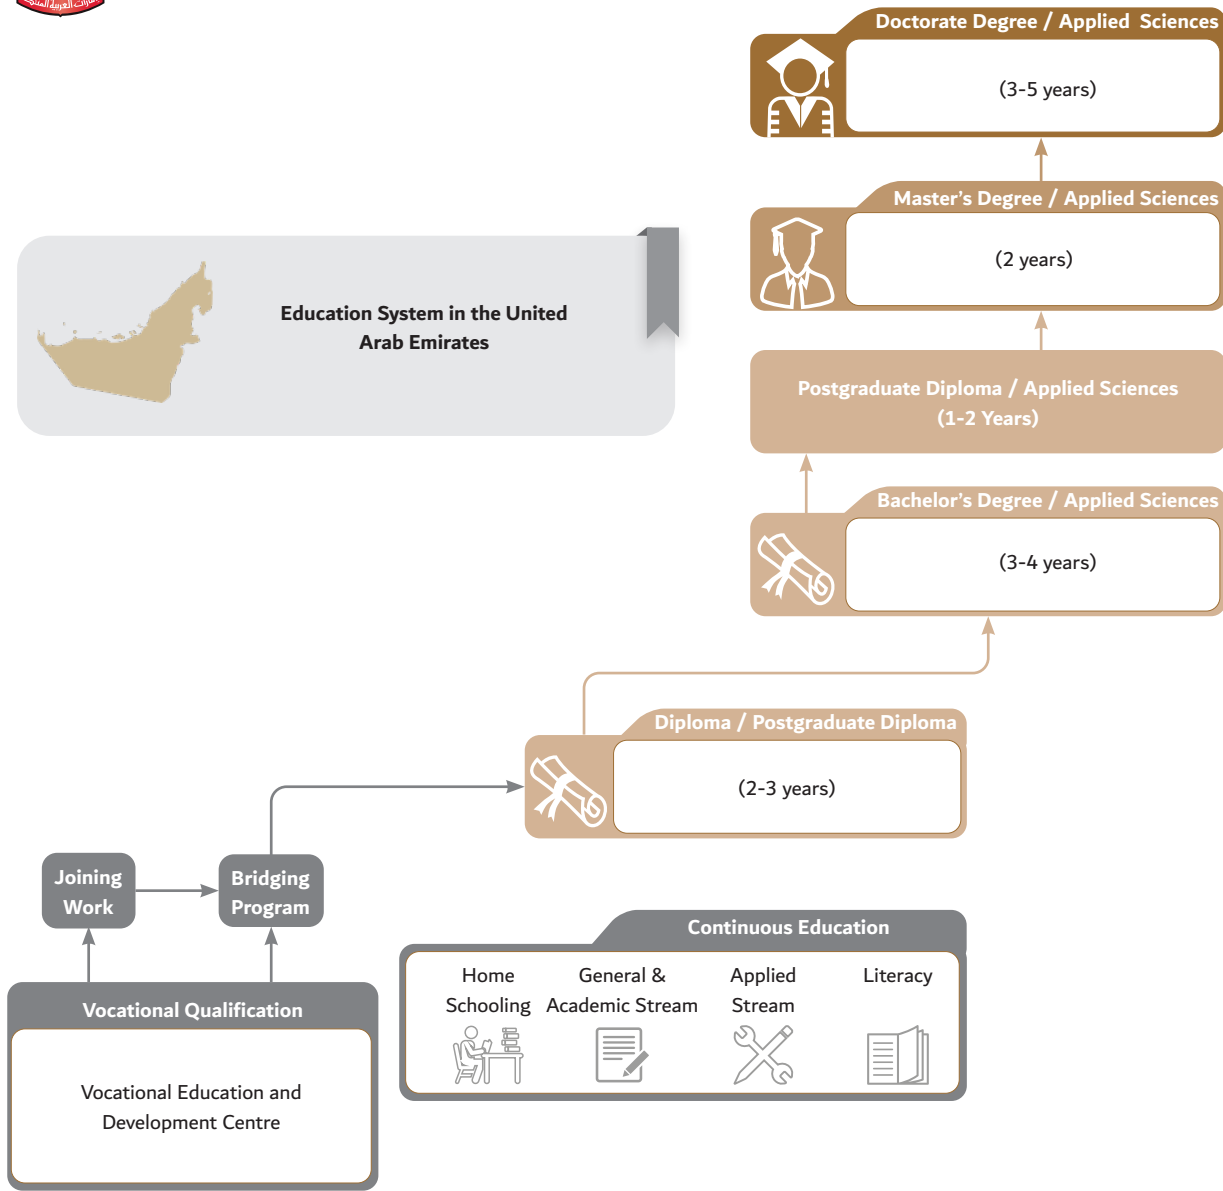 الإمارات العربية المتحدة
Doctorate Degree / Applied Sciences
(3-5 years)
Master's Degree / Applied Sciences
(2 years)
Education System in the United
Arab Emirates
Postgraduate Diploma / Applied Sciences
(1-2 Years)
Bachelor's Degree / Applied Sciences
(3-4 years)
Diploma / Postgraduate Diploma
(2-3 years)
Joining
Work
Bridging
Program
Continuous Education
Home
Schooling
General &
Academic Stream
Applied
Stream
Literacy
Vocational Qualification
Vocational Education and
Development Centre